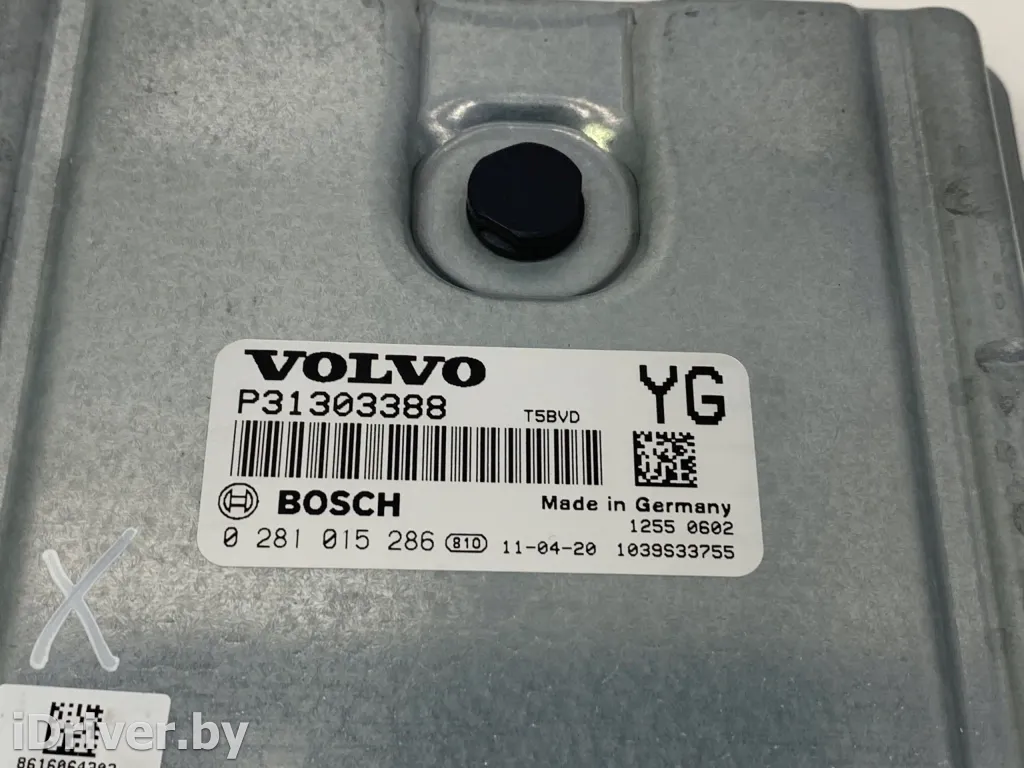 VOLVO
P31303388
T5BVD
YG
BOSCH
Made in Germany
1255 0602
0 281 015 286 810 11-04-20 1039S33755
X
iDriver.by